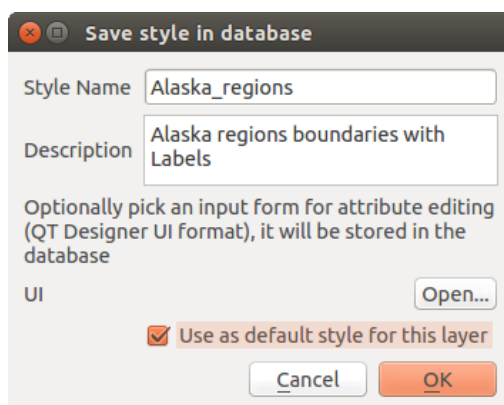 Save style in database
Style Name Alaska_regions
Description Alaska regions boundaries with
Labels
Optionally pick an input form for attribute editing
(QT Designer UI format), it will be stored in the
database
UI Open...
Use as default style for this layer
Cancel OK